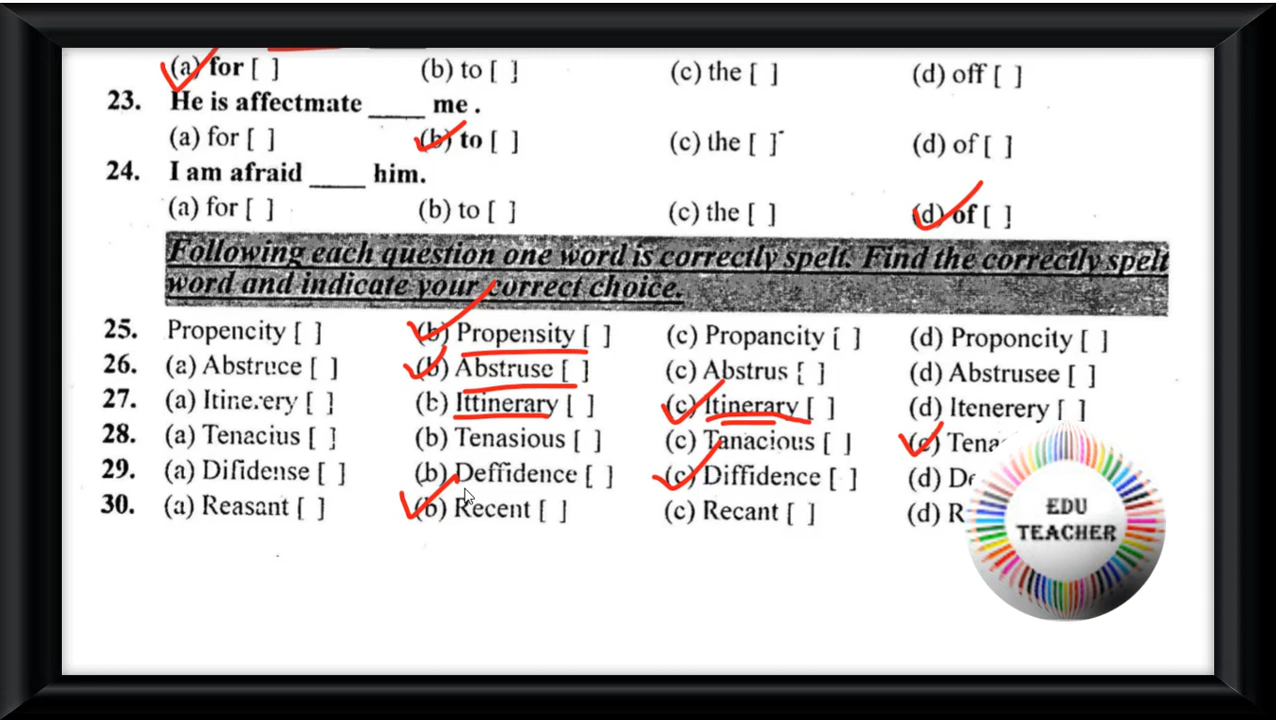 (a) for [ ] (b) to [ ] (c) the [ ] (d) off [ ]
23. He is affectmate ____ me .
(a) for [ ] (b) to [ ] (c) the [ ] (d) of [ ]
24. I am afraid ____ him.
(a) for [ ] (b) to [ ] (c) the [ ] (d) of [ ]
Following each question one word is correctly spelt. Find the correctly spelt
word and indicate your correct choice.
25. Propencity [ ] (b) Propensity [ ] (c) Propancity [ ] (d) Proponcity [ ]
26. (a) Abstruce [ ] (b) Abstruse [ ] (c) Abstrus [ ] (d) Abstrusee [ ]
27. (a) [ ] (b) Ittinerary [ ] (c) Itinerary [ ] (d) Itenerery [ ]
28. (a) Tenacius [ ] (b) Tenasious [ ] (c) Tanacious [ ] Tena
29. (a) Difidense [ ] (b) Deffidence [ ] (c) Diffidence [ ] (d) De
30. (a) Reasant [ ] (b) Recent [ ] (c) Recant [ ] (d) R
EDU
TEACHER